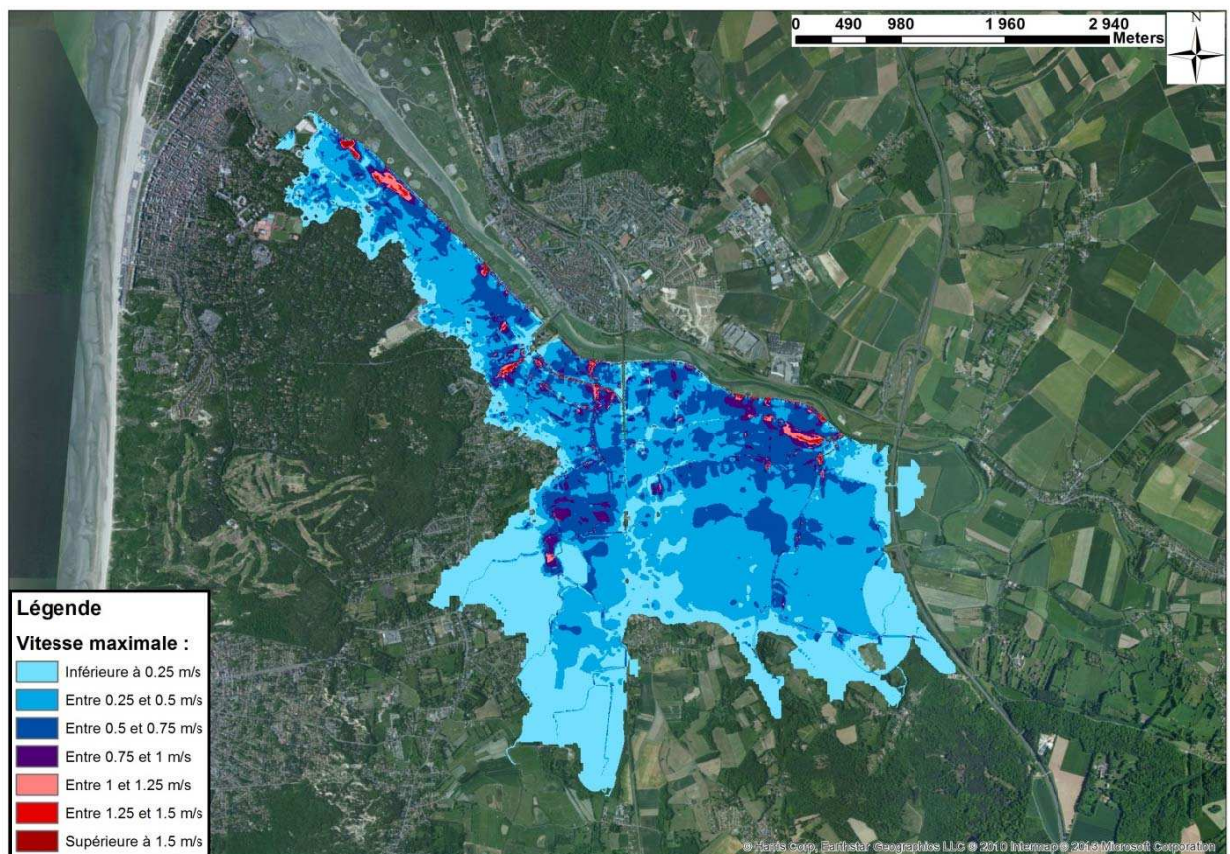 0 490 980 1 960 2 940
Meters
N
Légende
Vitesse maximale :
Inférieure à 0.25 m/s
Entre 0.25 et 0.5 m/s
Entre 0.5 et 0.75 m/s
Entre 0.75 et 1 m/s
Entre 1 et 1.25 m/s
Entre 1.25 et 1.5 m/s
Supérieure à 1.5 m/s
© Harris Corp, Earthstar Geographics LLC © 2010 Intermap © 2013 Microsoft Corporation